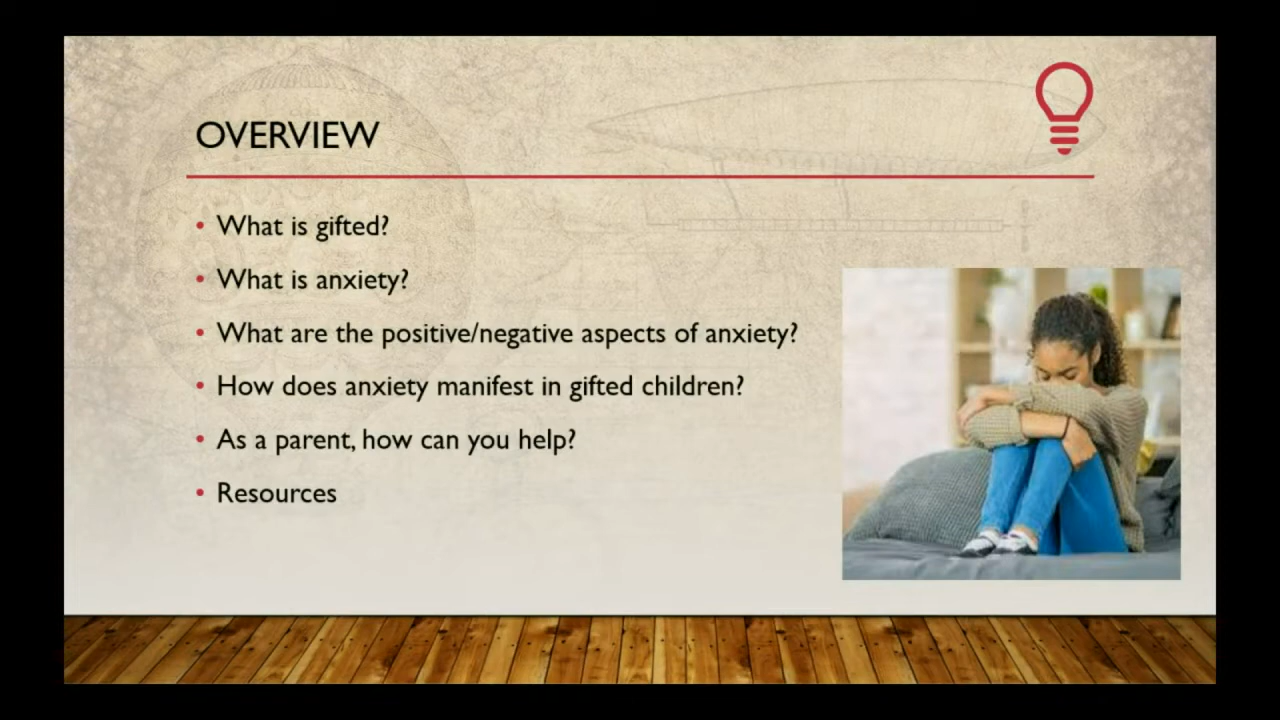 OVERVIEW
• What is gifted?
• What is anxiety?
• What are the positive/negative aspects of anxiety?
• How does anxiety manifest in gifted children?
• As a parent, how can you help?
• Resources